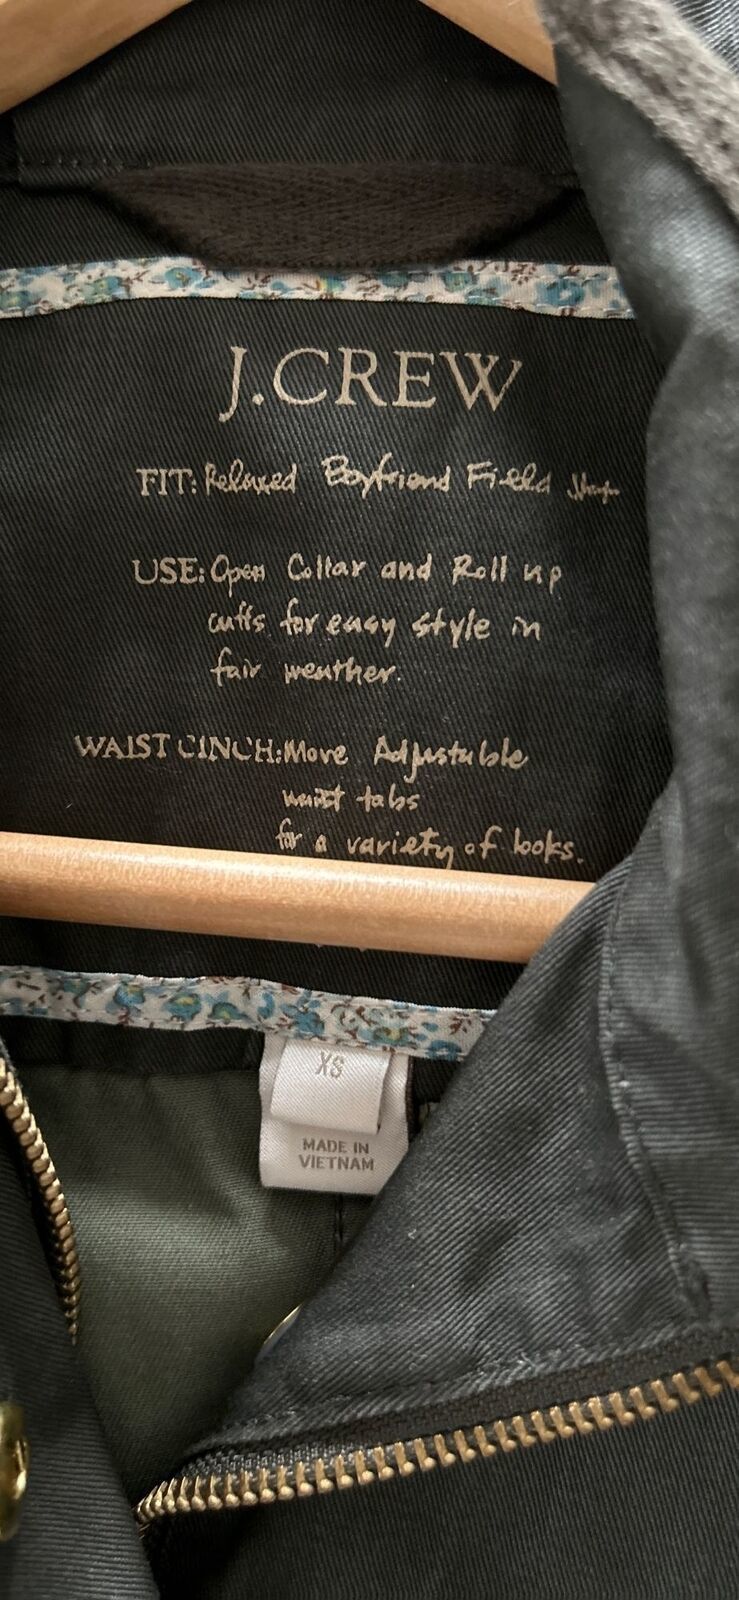 J.CREW
FIT: Relaxed Boyfriend Field
USE: Open Collar and Roll up
cuffs for easy style in
fair weather.
WAIST CINCH: Move Adjustable
waist tabs
for a variety of looks.
XS
MADE IN
VIETNAM